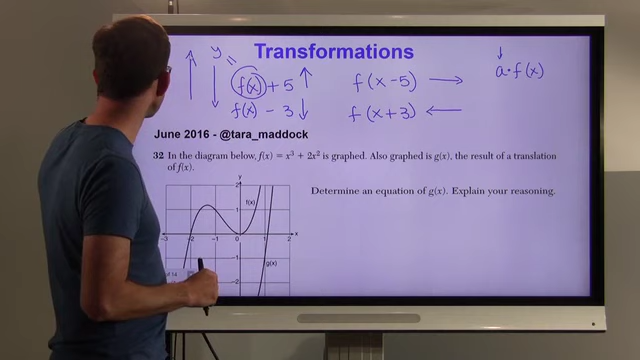 Transformations
y
f(x) + 5
f(x) - 3
f(x-5)
f(x+3)
a·f(x)
June 2016 - @tara_maddock
32 In the diagram below, f(x) = x³ + 2x² is graphed. Also graphed is g(x), the result of a translation
of f(x).
Determine an equation of g(x). Explain your reasoning.
y
2
f(x)
-3 -2 0 1 2 x
-1
g(x)
-2